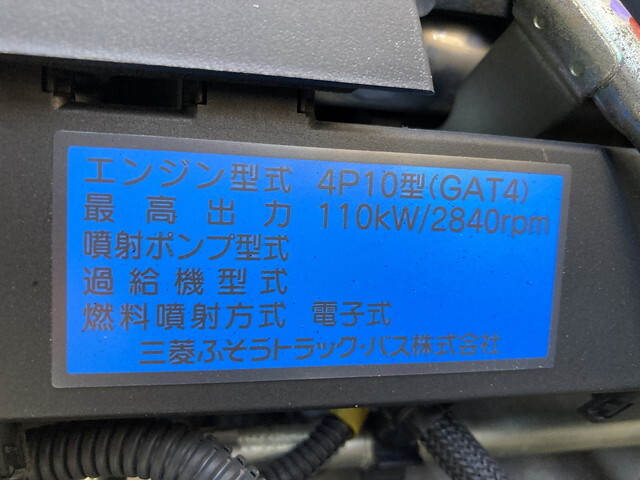 エンジン型式 4P10型(GAT4)
最高出力 110kW/2840rpm
噴射ポンプ型式
過給機型式
燃料噴射方式 電子式
三菱ふそうトラック・バス株式会社